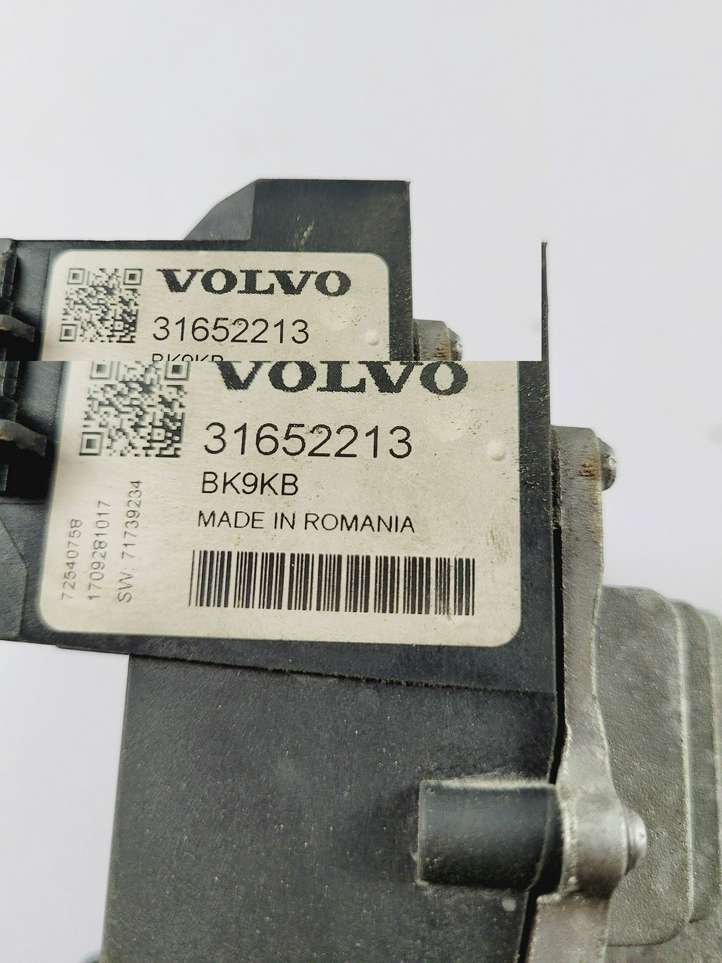 VOLVO
31652213
BK9KB
VOLVO
31652213
BK9KB
MADE IN ROMANIA
72540758
1709281017
SW: 71739234